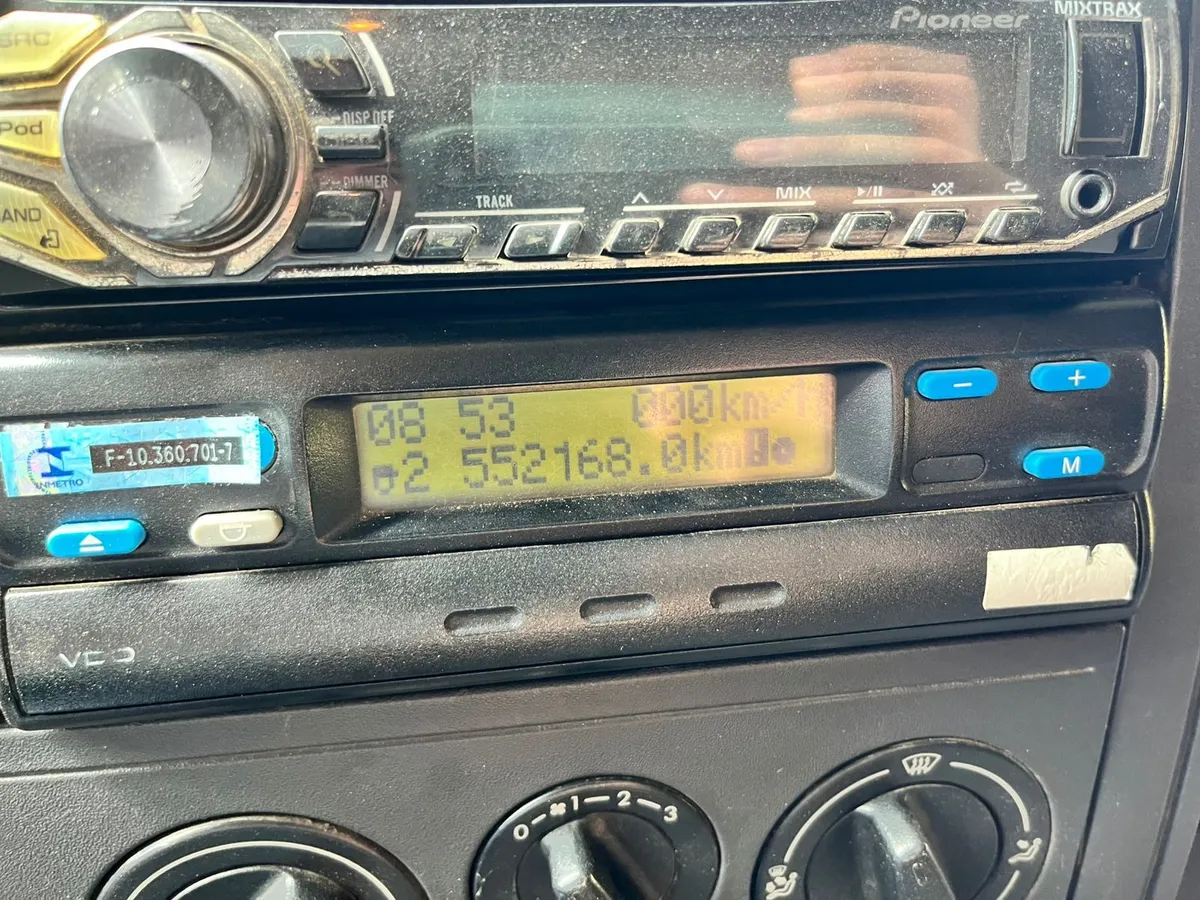 Pioneer
MIXTRAX
SRC
DISP OFF
iPod
DIMMER
BAND
TRACK
MIX
08 53 000km/h
2 552168.0km
F-10.360.701-7
INMETRO
M
VDO
0 1 2 3